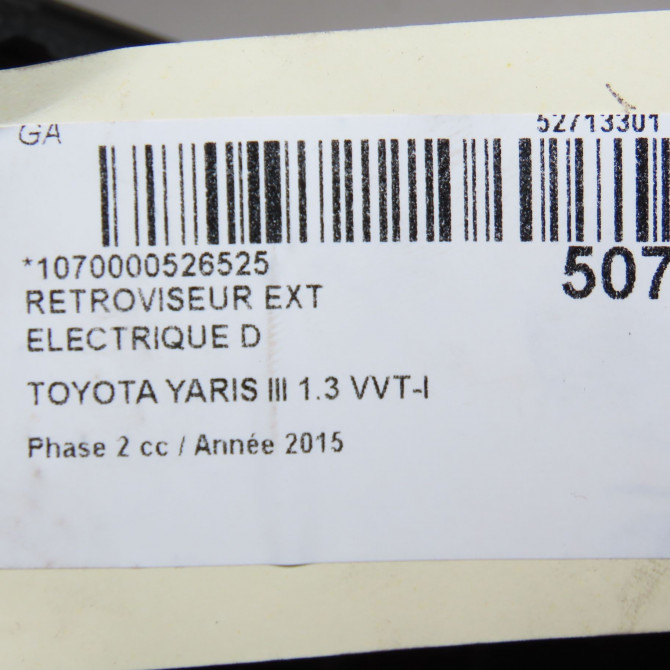 GA 52713301
*1070000526525
507
RETROVISEUR EXT
ELECTRIQUE D
TOYOTA YARIS III 1.3 VVT-I
Phase 2 cc / Année 2015